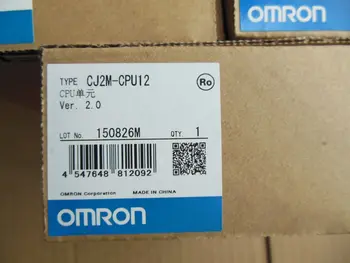 OMRON
TYPE CJ2M-CPU12
CPU单元
Ver. 2.0
Ro
LOT No. 150826M QTY 1
4 547648 812092
OMRON Corporation MADE IN CHINA
OMRON